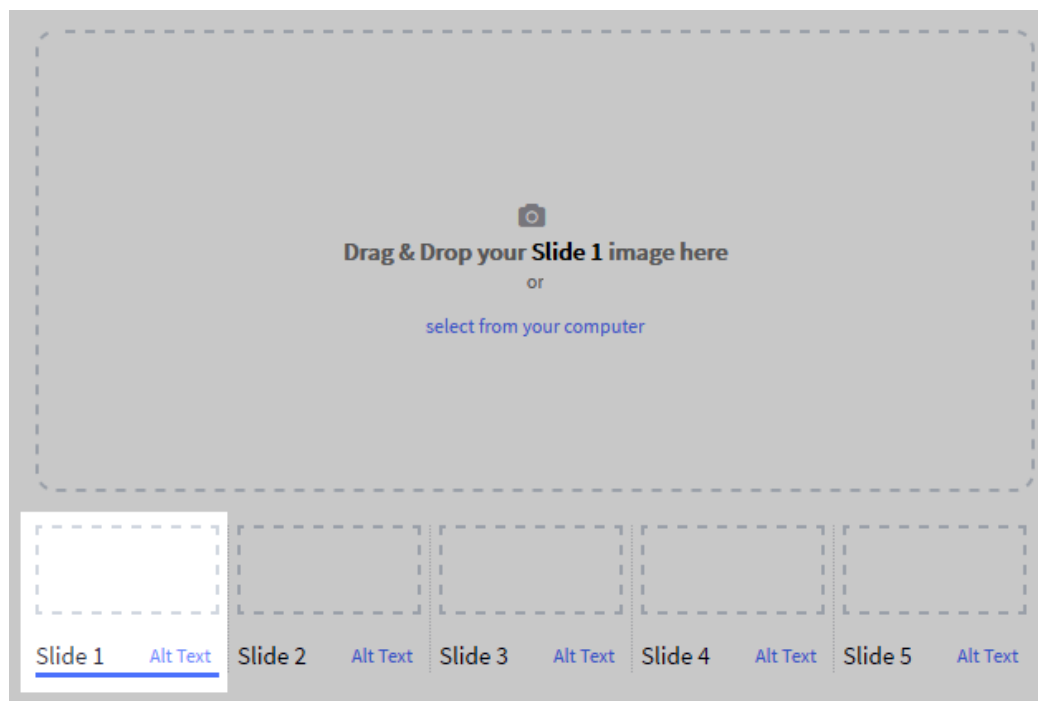 Drag & Drop your Slide 1 image here
or
select from your computer
Slide 1 Alt Text Slide 2 Alt Text Slide 3 Alt Text Slide 4 Alt Text Slide 5 Alt Text